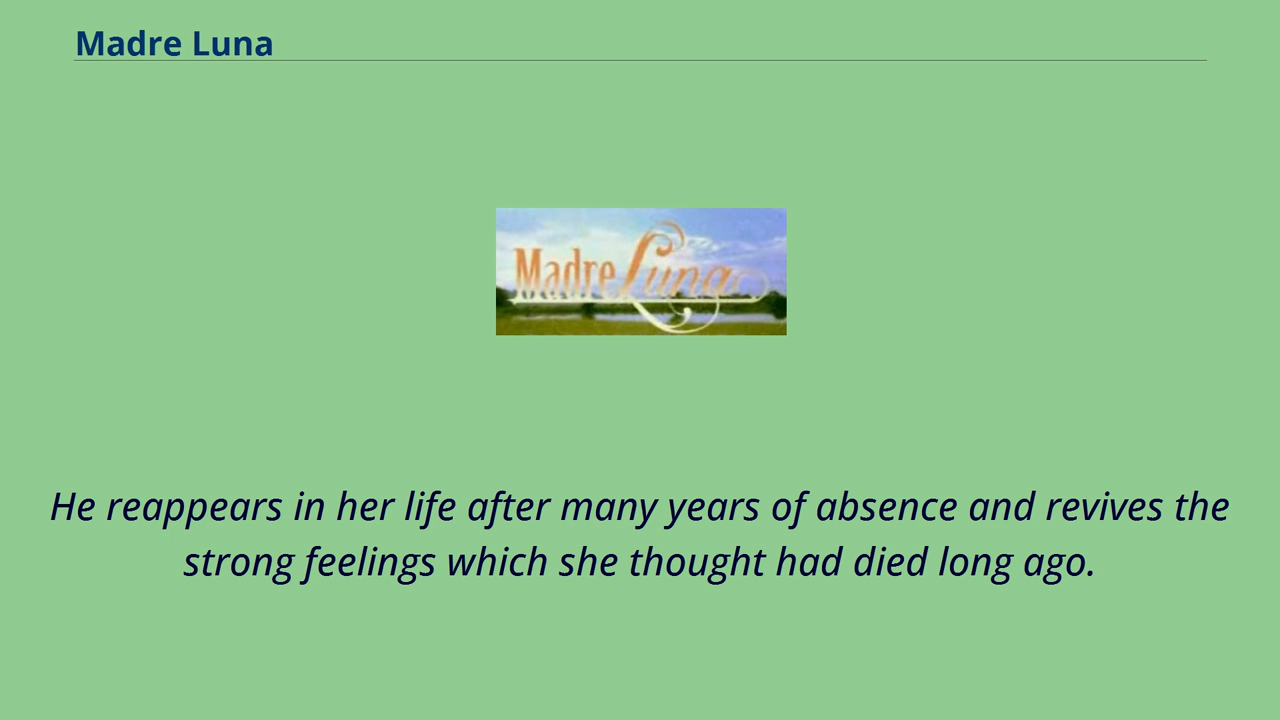 Madre Luna
Madre Luna
He reappears in her life after many years of absence and revives the
strong feelings which she thought had died long ago.